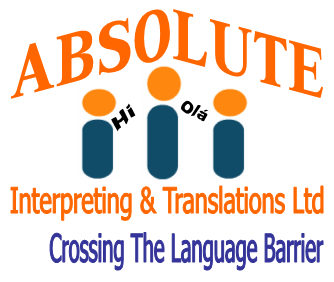 ABSOLUTE
Hi
Olá
Interpreting & Translations Ltd
Crossing The Language Barrier